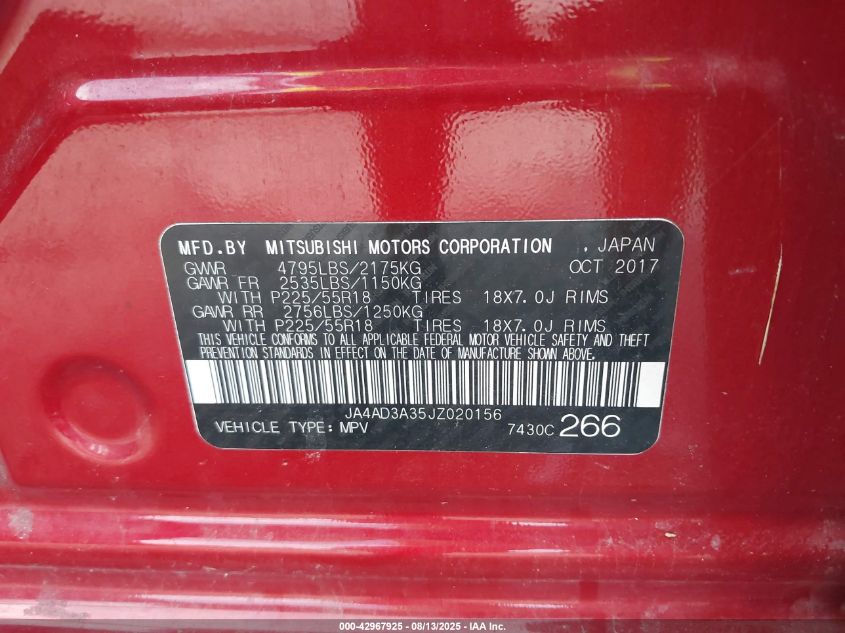 MFD.BY MITSUBISHI MOTORS CORPORATION , JAPAN
GWR 4795LBS/2175KG OCT 2017
GAWR FR 2535LBS/1150KG
WITH P225/55R18 TIRES 18X7.0J RIMS
GAWR RR 2756LBS/1250KG
WITH P225/55R18 TIRES 18X7.0J RIMS
THIS VEHICLE CONFORMS TO ALL APPLICABLE FEDERAL MOTOR VEHICLE SAFETY AND THEFT
PREVENTION STANDARDS IN EFFECT ON THE DATE OF MANUFACTURE SHOWN ABOVE.
JA4AD3A35JZ020156
VEHICLE TYPE: MPV 7430C 266
000-42967925 - 08/13/2025 - IAA Inc.